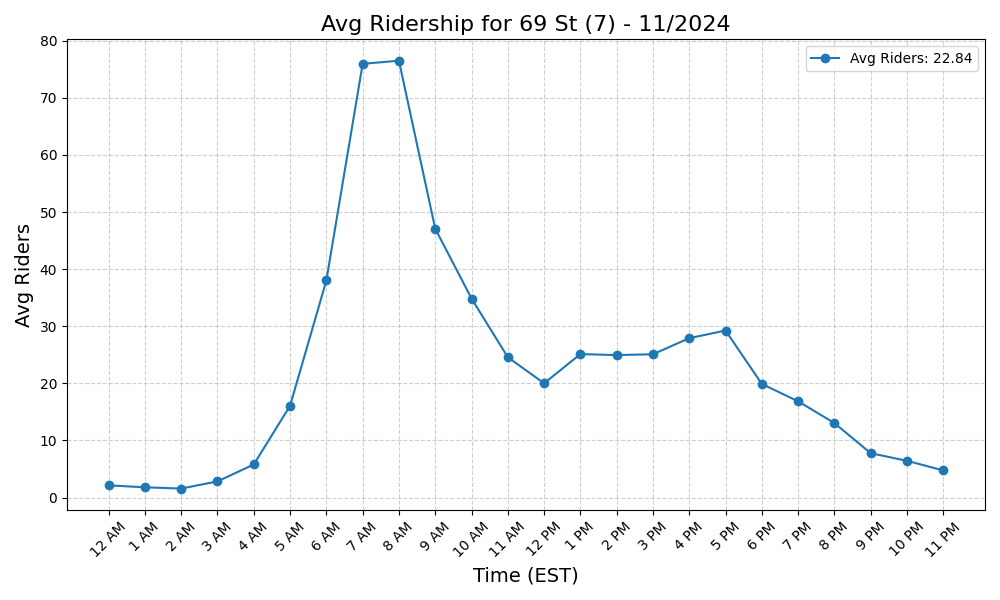 Avg Ridership for 69 St (7) - 11/2024
Avg Riders: 22.84
80
70
60
50
40
30
20
10
0
Avg Riders
12 AM
1 AM
2 AM
3 AM
4 AM
5 AM
6 AM
7 AM
8 AM
9 AM
10 AM
11 AM
12 PM
1 PM
2 PM
3 PM
4 PM
5 PM
6 PM
7 PM
8 PM
9 PM
10 PM
11 PM
Time (EST)